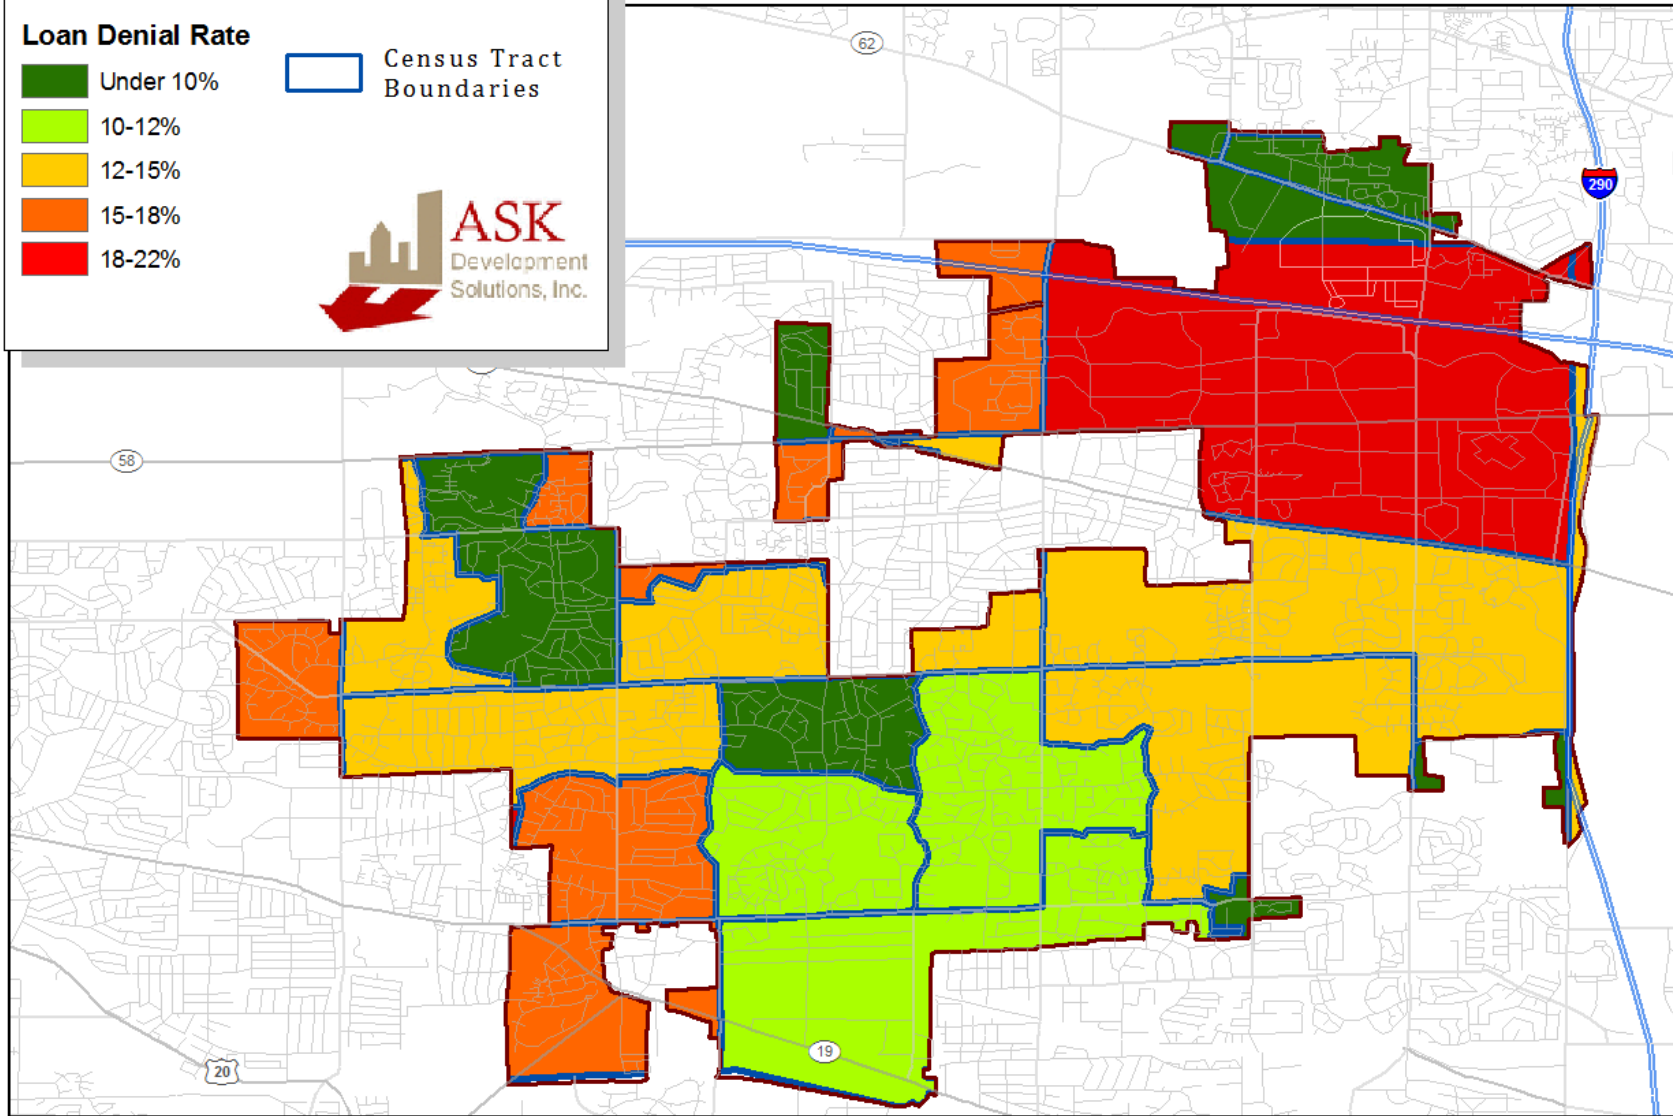 Loan Denial Rate
Under 10%
10-12%
12-15%
15-18%
18-22%
Census Tract
Boundaries
ASK
Development
Solutions, Inc.
62
290
58
19
20